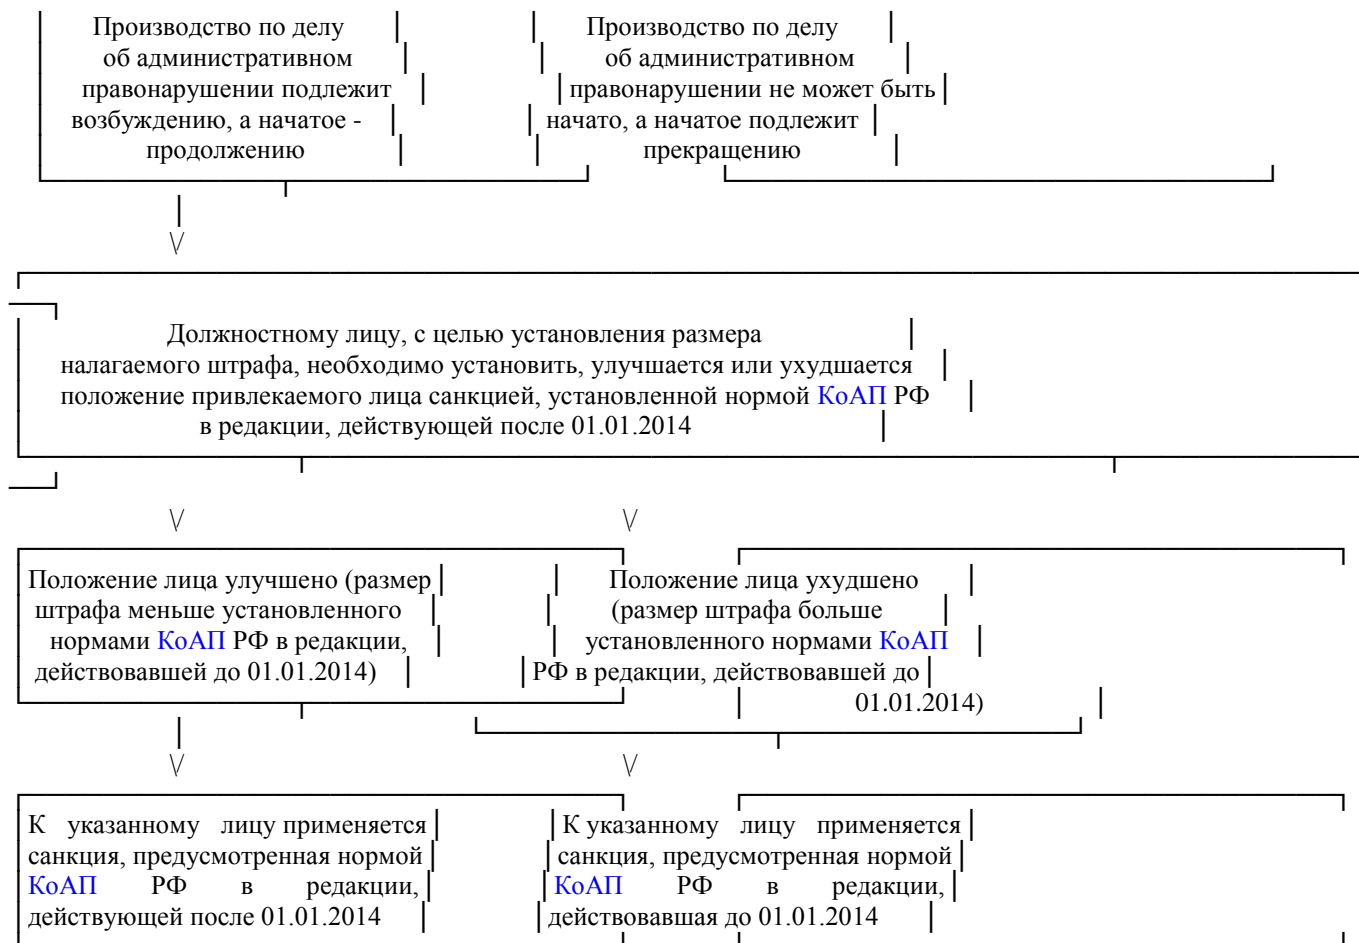 Производство по делу
об административном
правонарушении подлежит
возбуждению, а начатое -
продолжению
Производство по делу
об административном
правонарушении не может быть
начато, а начатое подлежит
прекращению
Должностному лицу, с целью установления размера
налагаемого штрафа, необходимо установить, улучшается или ухудшается
положение привлекаемого лица санкцией, установленной нормой КоАП РФ
в редакции, действующей после 01.01.2014
Положение лица улучшено (размер
штрафа меньше установленного
нормами КоАП РФ в редакции,
действовавшей до 01.01.2014)
Положение лица ухудшено
(размер штрафа больше
установленного нормами КоАП
РФ в редакции, действовавшей до
01.01.2014)
К указанному лицу применяется
санкция, предусмотренная нормой
КоАП РФ в редакции,
действующей после 01.01.2014
К указанному лицу применяется
санкция, предусмотренная нормой
КоАП РФ в редакции,
действовавшая до 01.01.2014